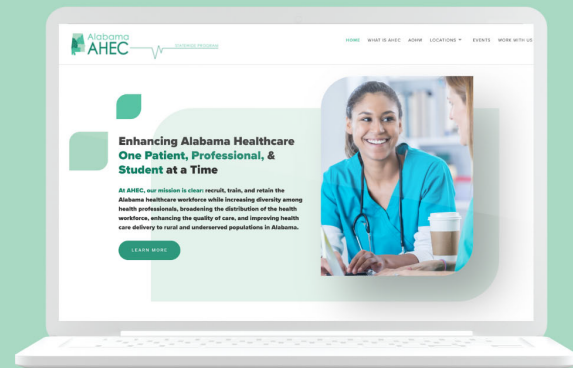 Alabama
AHEC
STATEWIDE PROGRAM
HOME WHAT IS AHEC AOHW LOCATIONS EVENTS WORK WITH US
Enhancing Alabama Healthcare
One Patient, Professional, &
Student at a Time
At AHEC, our mission is clear: recruit, train, and retain the
Alabama healthcare workforce while increasing diversity among
health professionals, broadening the distribution of the health
workforce, enhancing the quality of care, and improving health
care delivery to rural and underserved populations in Alabama.
LEARN MORE